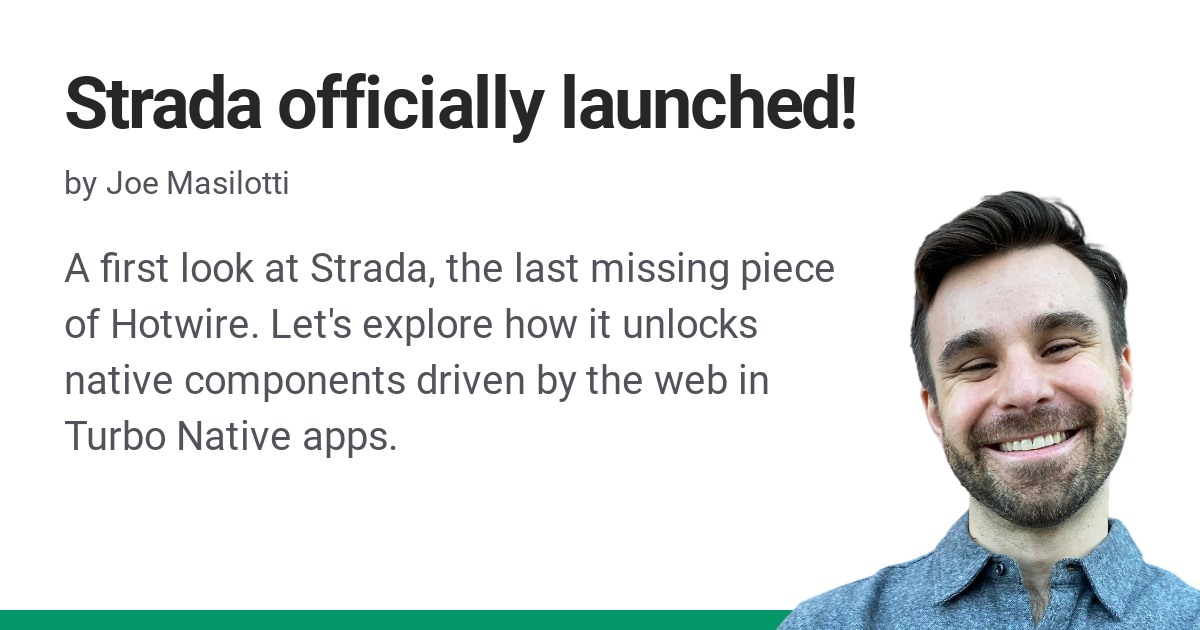 Strada officially launched!
by Joe Masilotti
A first look at Strada, the last missing piece
of Hotwire. Let's explore how it unlocks
native components driven by the web in
Turbo Native apps.